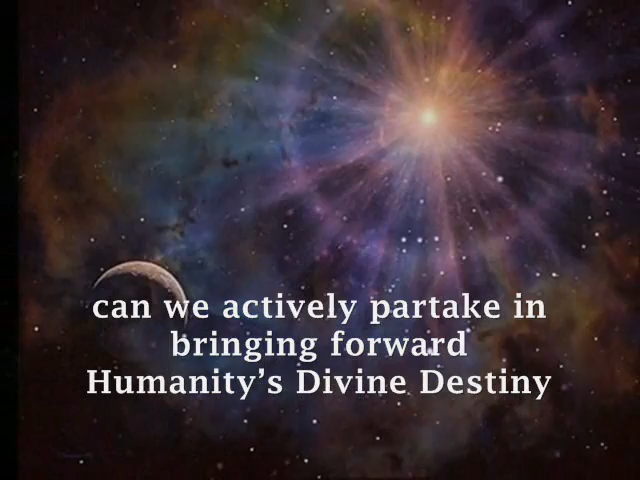 can we actively partake in
bringing forward
Humanity's Divine Destiny